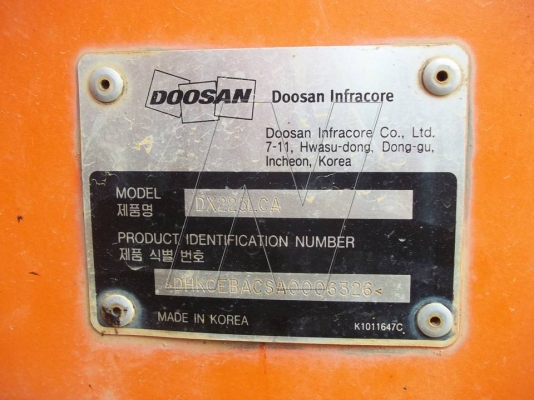 DOOSAN Doosan Infracore
Doosan Infracore Co., Ltd.
7-11, Hwasu-dong, Dong-gu,
Incheon, Korea
MODEL
제품명
DX225LCA
PRODUCT IDENTIFICATION NUMBER
제품 식별 번호
MADE IN KOREA
K1011647C